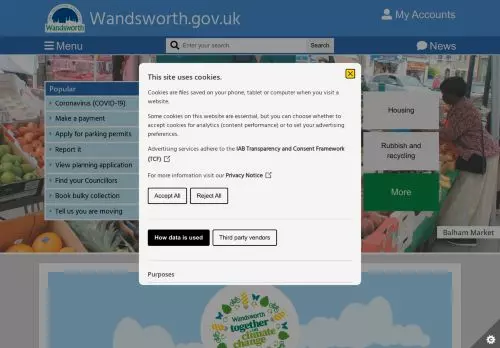 Wandsworth
Wandsworth.gov.uk
My Accounts
Menu
Enter your search
Search
News
Popular
Coronavirus (COVID-19)
Make a payment
Apply for parking permits
Report it
View planning application
Find your Councillors
Book bulky collection
Tell us you are moving
This site uses cookies.
Cookies are files saved on your phone, tablet or computer when you visit a
website.
Some cookies on this website are essential, but you can choose whether to
accept cookies for analytics (content performance) or to set your advertising
preferences.
Advertising services adhere to the IAB Transparency and Consent Framework
(TCF)
For more information visit our Privacy Notice
Accept All
Reject All
How data is used
Third party vendors
Purposes
Housing
Rubbish and
recycling
More
Balham Market
Wandsworth
together
on
climate
change